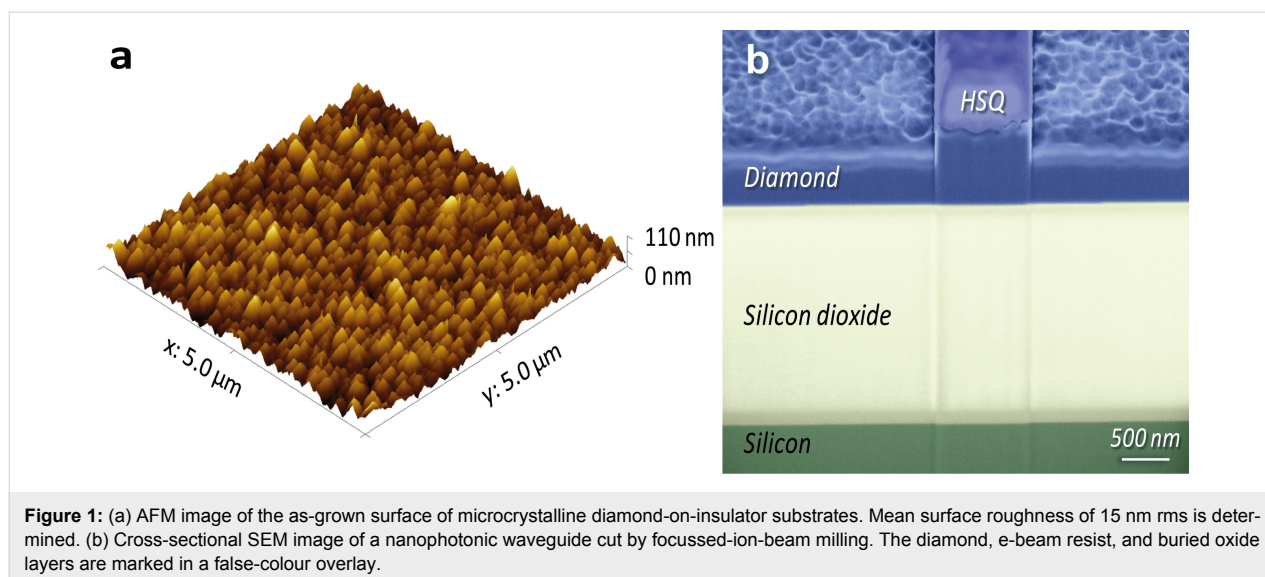 a
110 nm
0 nm
x: 5.0 µm
y: 5.0 µm
b
HSQ
Diamond
Silicon dioxide
Silicon
500 nm
Figure 1: (a) AFM image of the as-grown surface of microcrystalline diamond-on-insulator substrates. Mean surface roughness of 15 nm rms is deter-
mined. (b) Cross-sectional SEM image of a nanophotonic waveguide cut by focussed-ion-beam milling. The diamond, e-beam resist, and buried oxide
layers are marked in a false-colour overlay.